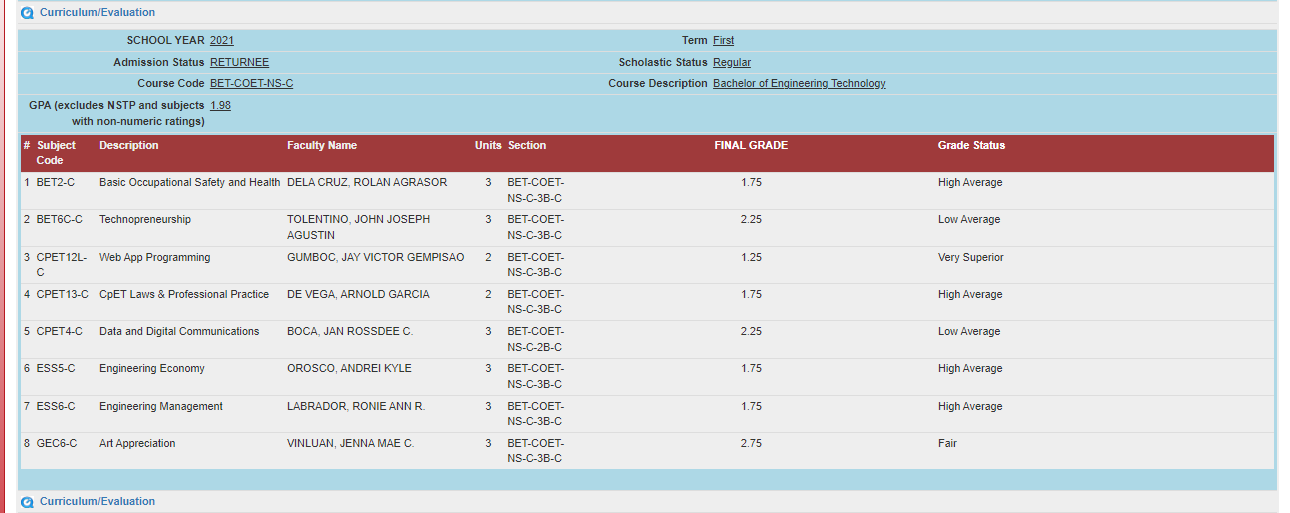 Curriculum/Evaluation
SCHOOL YEAR 2021 Term First
Admission Status RETURNEE Scholastic Status Regular
Course Code BET-COET-NS-C Course Description Bachelor of Engineering Technology
GPA (excludes NSTP and subjects 1.98
with non-numeric ratings)
# Subject Description Faculty Name Units Section FINAL GRADE Grade Status
Code
1 BET2-C Basic Occupational Safety and Health DELA CRUZ, ROLAN AGRASOR 3 BET-COET- 1.75 High Average
NS-C-3B-C
2 BET6C-C Technopreneurship TOLENTINO, JOHN JOSEPH 3 BET-COET- 2.25 Low Average
AGUSTIN NS-C-3B-C
3 CPET12L- Web App Programming GUMBOC, JAY VICTOR GEMPISAO 2 BET-COET- 1.25 Very Superior
C NS-C-3B-C
4 CPET13-C CpET Laws & Professional Practice DE VEGA, ARNOLD GARCIA 2 BET-COET- 1.75 High Average
NS-C-3B-C
5 CPET4-C Data and Digital Communications BOCA, JAN ROSSDEE C. 3 BET-COET- 2.25 Low Average
NS-C-2B-C
6 ESS5-C Engineering Economy OROSCO, ANDREI KYLE 3 BET-COET- 1.75 High Average
NS-C-3B-C
7 ESS6-C Engineering Management LABRADOR, RONIE ANN R. 3 BET-COET- 1.75 High Average
NS-C-3B-C
8 GEC6-C Art Appreciation VINLUAN, JENNA MAE C. 3 BET-COET- 2.75 Fair
NS-C-3B-C
Curriculum/Evaluation